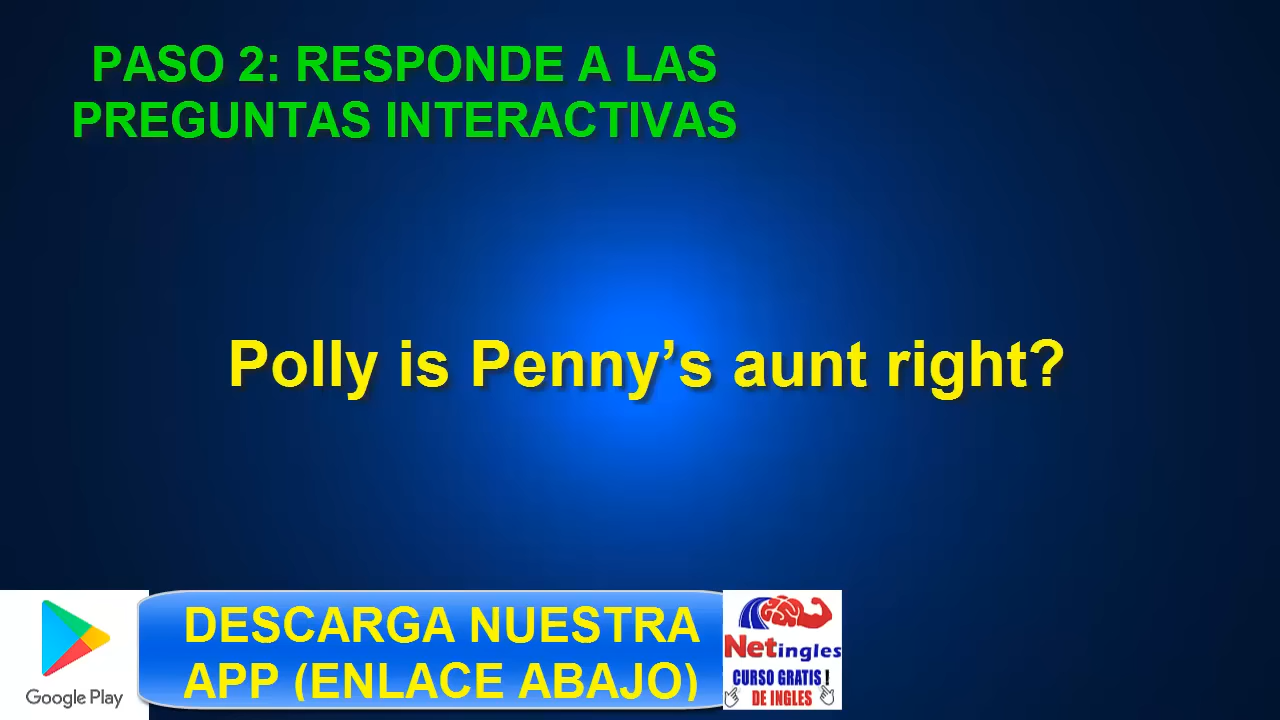 PASO 2: RESPONDE A LAS
PREGUNTAS INTERACTIVAS
Polly is Penny’s aunt right?
Google Play
DESCARGA NUESTRA
APP (ENLACE ABAJO)
Netingles
CURSO GRATIS !
DE INGLES